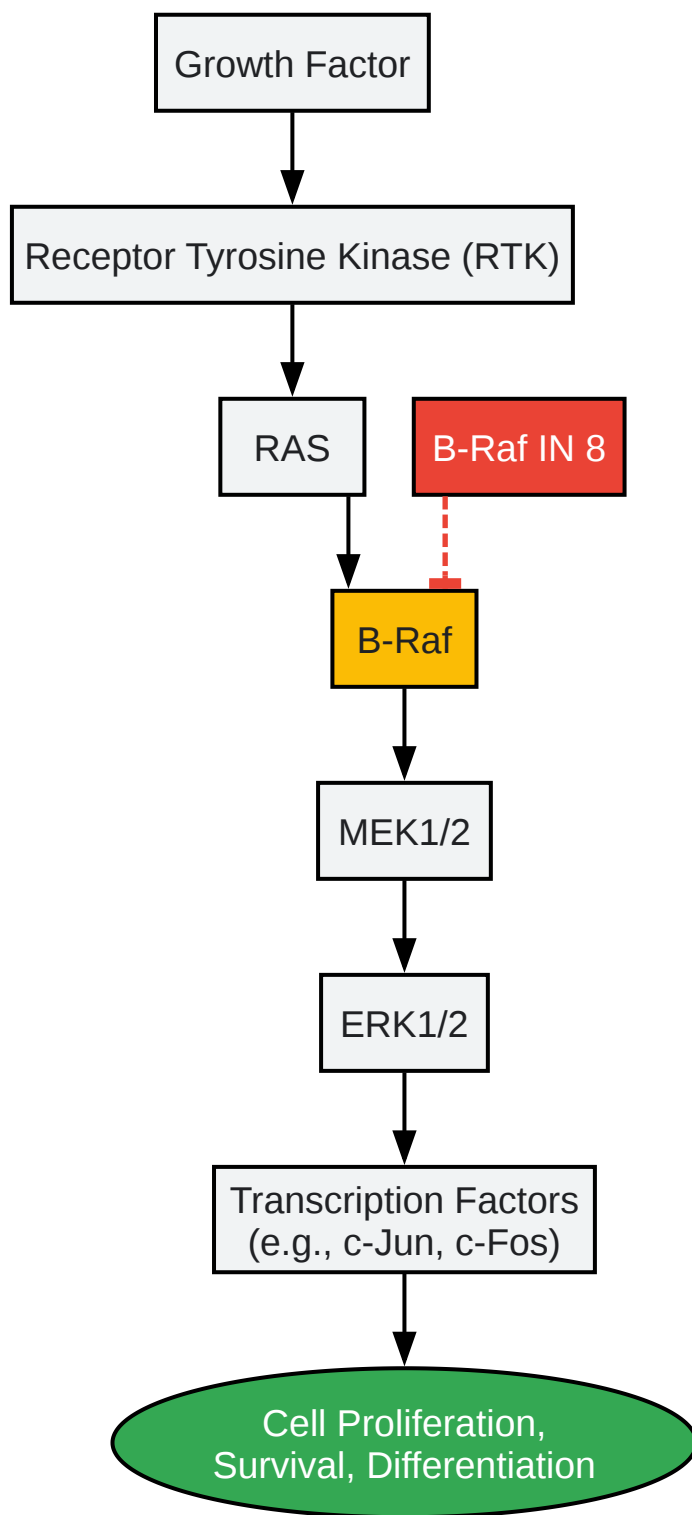 Growth Factor
Receptor Tyrosine Kinase (RTK)
RAS
B-Raf IN 8
B-Raf
MEK1/2
ERK1/2
Transcription Factors
(e.g., c-Jun, c-Fos)
Cell Proliferation,
Survival, Differentiation